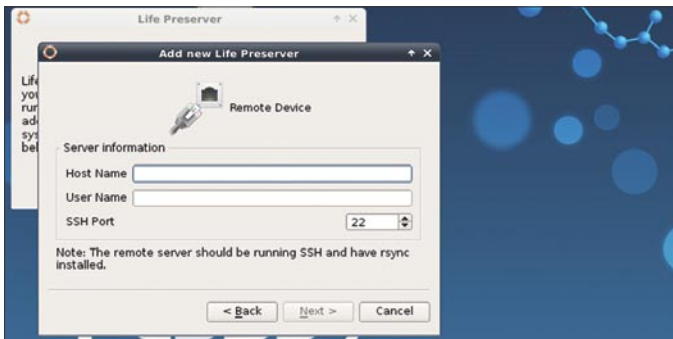 Life Preserver
Add new Life Preserver
Remote Device
Server information
Host Name
User Name
SSH Port
22
Note: The remote server should be running SSH and have rsync
installed.
< Back
Next >
Cancel